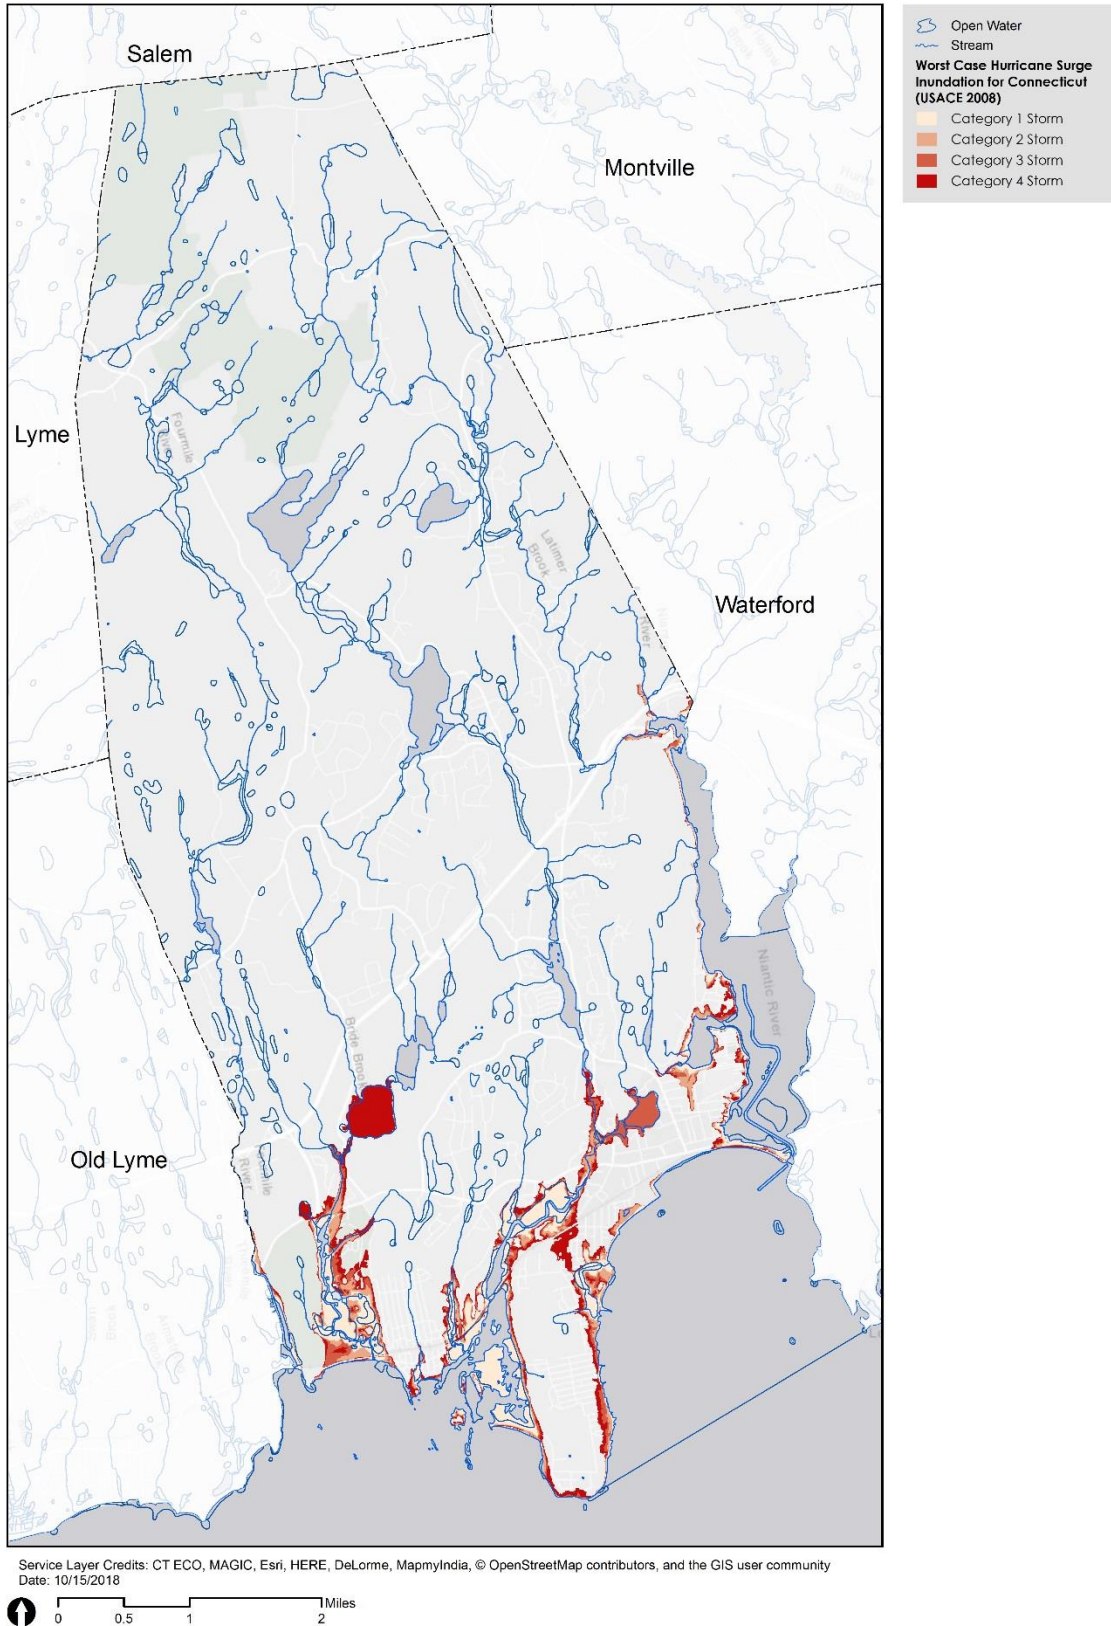 Salem
Montville
Lyme
Fourmile
River
Latimer
Brook
River
Waterford
Niantic River
Bride Brook
Old Lyme
River
Open Water
Stream
Worst Case Hurricane Surge
Inundation for Connecticut
(USACE 2008)
Category 1 Storm
Category 2 Storm
Category 3 Storm
Category 4 Storm
Service Layer Credits: CT ECO, MAGIC, Esri, HERE, DeLorme, MapmyIndia, © OpenStreetMap contributors, and the GIS user community
Date: 10/15/2018
0 0.5 1 2 Miles